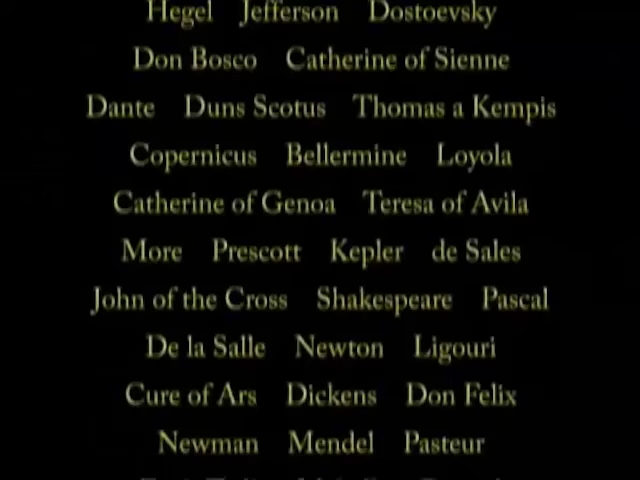 Hegel Jefferson Dostoevsky
Don Bosco Catherine of Sienne
Dante Duns Scotus Thomas a Kempis
Copernicus Bellermine Loyola
Catherine of Genoa Teresa of Avila
More Prescott Kepler de Sales
John of the Cross Shakespeare Pascal
De la Salle Newton Ligouri
Cure of Ars Dickens Don Felix
Newman Mendel Pasteur